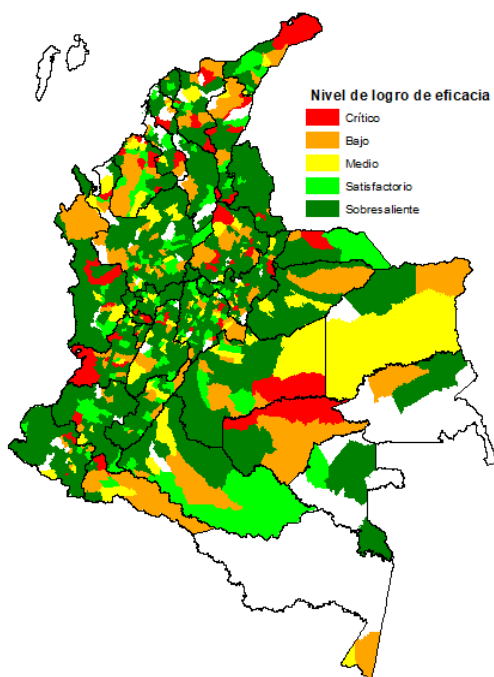 Nivel de logro de eficacia
Crítico
Bajo
Medio
Satisfactorio
Sobresaliente